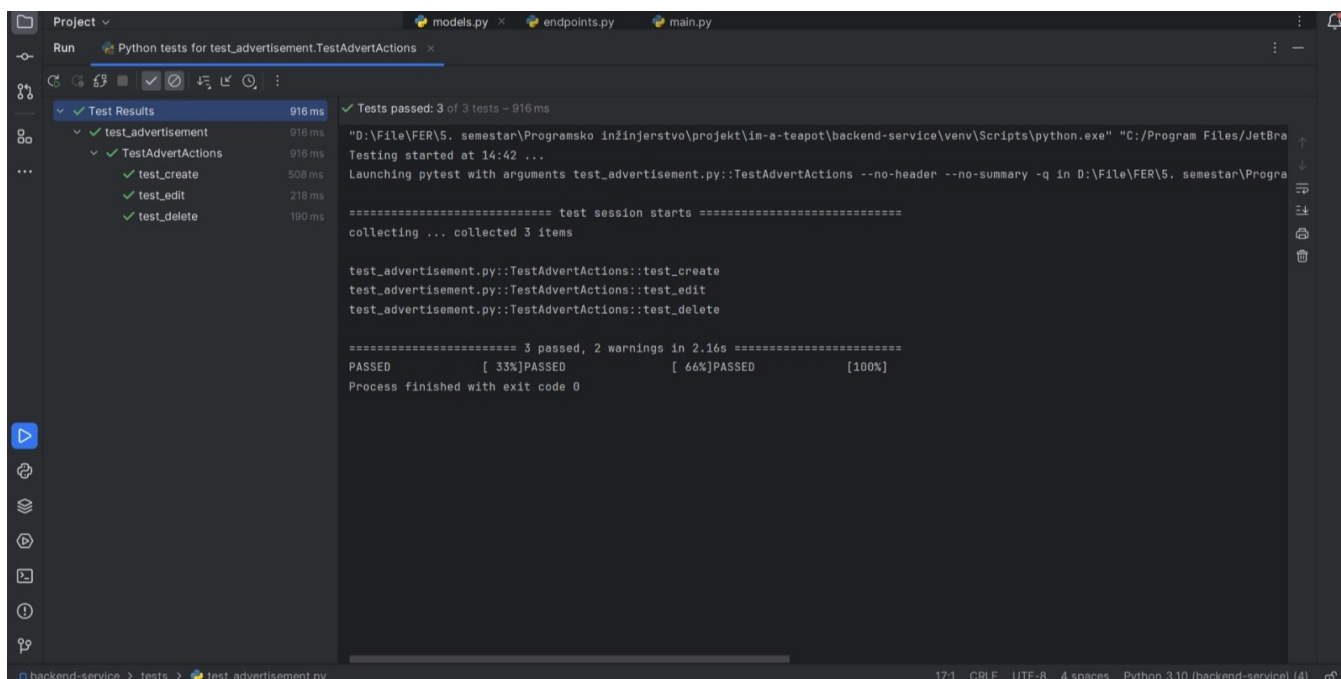 Project
models.py
endpoints.py
main.py
Run
Python tests for test_advertisement.TestAdvertActions
Test Results 916 ms
test_advertisement 916 ms
TestAdvertActions 916 ms
test_create 508 ms
test_edit 218 ms
test_delete 190 ms
Tests passed: 3 of 3 tests – 916 ms
"D:\File\FER\5. semestar\Programsko inžinjerstvo\projekt\im-a-teapot\backend-service\venv\Scripts\python.exe" "C:/Program Files/JetBra
Testing started at 14:42 ...
Launching pytest with arguments test_advertisement.py::TestAdvertActions --no-header --no-summary -q in D:\File\FER\5. semestar\Progra
============================= test session starts =============================
collecting ... collected 3 items
test_advertisement.py::TestAdvertActions::test_create
test_advertisement.py::TestAdvertActions::test_edit
test_advertisement.py::TestAdvertActions::test_delete
======================== 3 passed, 2 warnings in 2.16s ========================
PASSED [ 33%]PASSED [ 66%]PASSED [100%]
Process finished with exit code 0
backend-service > tests > test_advertisement.py
17:1 CRLF UTF-8 4 spaces Python 3.10 (backend-service) (4)